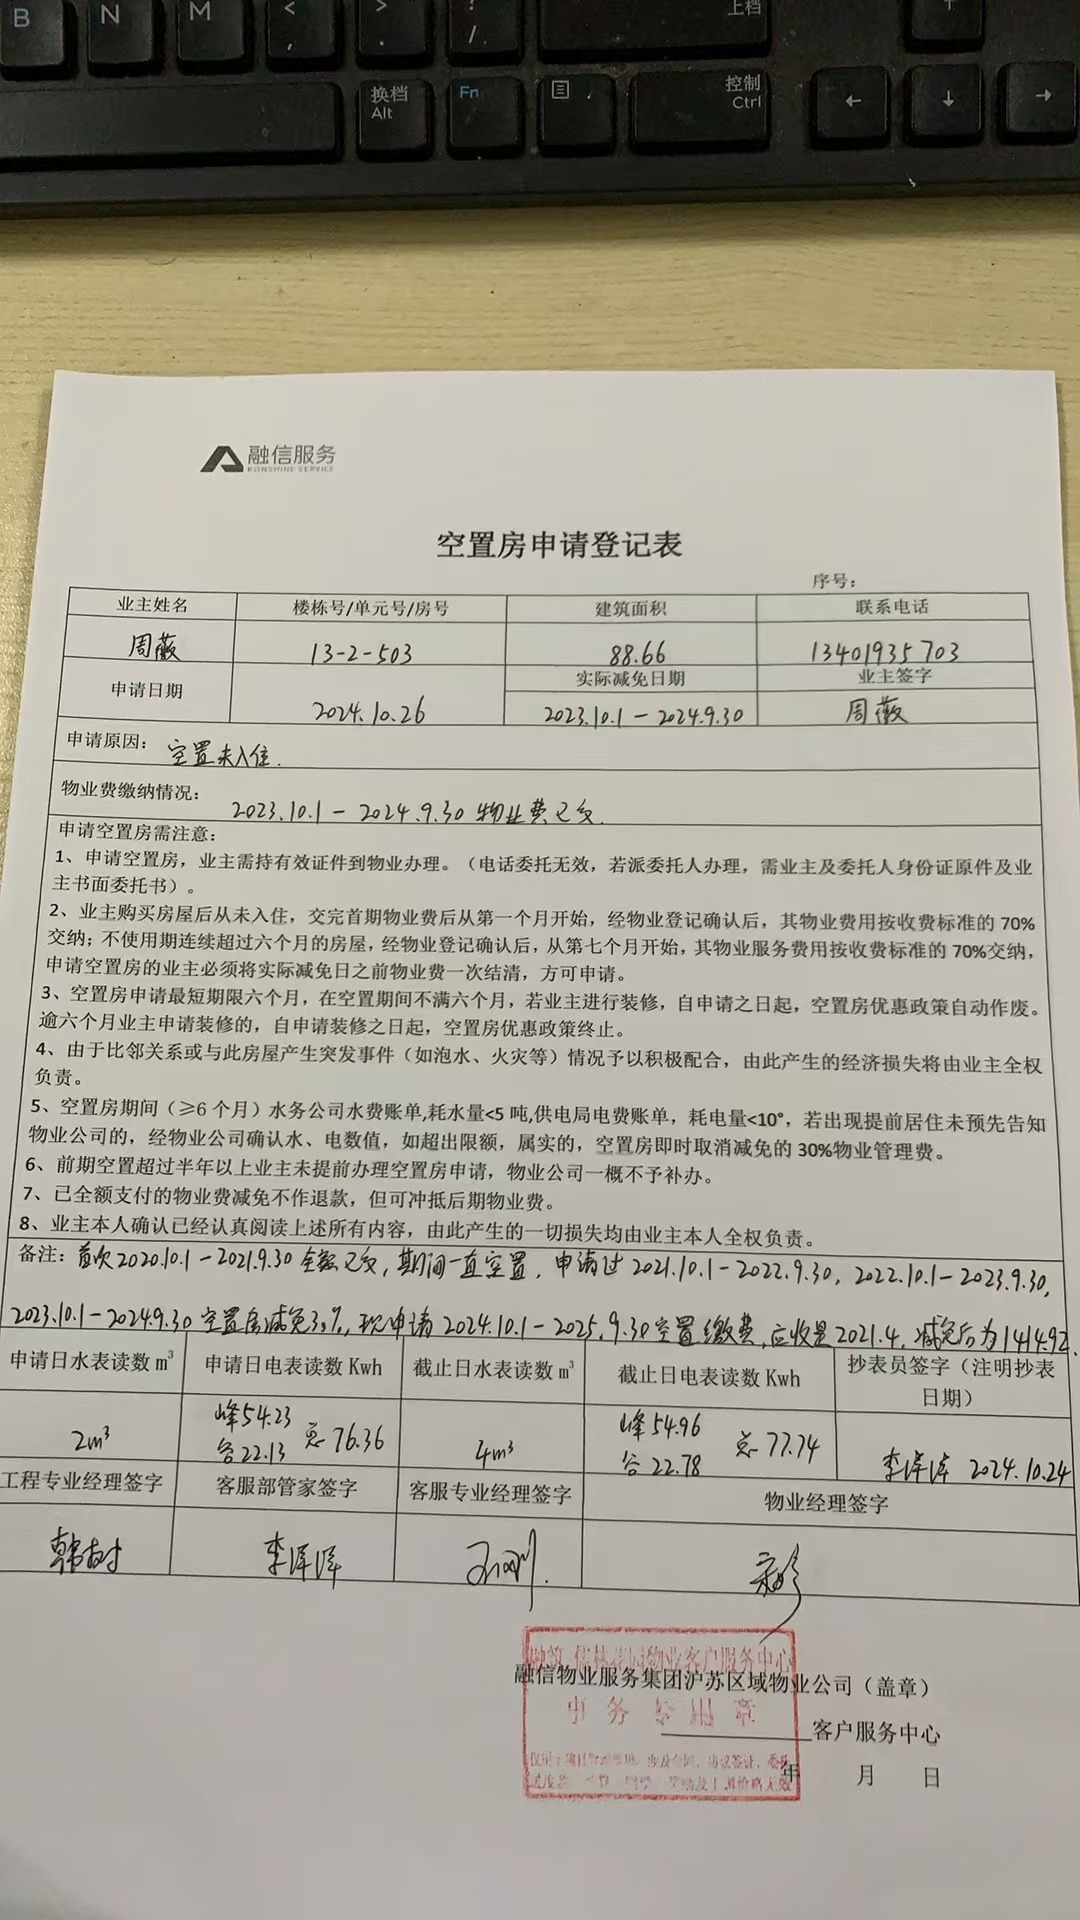 B N M < , > . ? / 上档 ↑
换档 Alt Fn 控制 Ctrl ← ↓ →
融信服务
RONSHINE SERVICE
空置房申请登记表
序号：
业主姓名 楼栋号/单元号/房号 建筑面积 联系电话
周薇 13-2-503 88.66 13401935703
申请日期 2024.10.26 实际减免日期 业主签字
2023.10.1-2024.9.30 周薇
申请原因：空置未入住.
物业费缴纳情况：2023.10.1-2024.9.30 物业费已交.
申请空置房需注意：
1、申请空置房，业主需持有效证件到物业办理。（电话委托无效，若派委托人办理，需业主及委托人身份证原件及业
主书面委托书）。
2、业主购买房屋后从未入住，交完首期物业费后从第一个月开始，经物业登记确认后，其物业费用按收费标准的 70%
交纳；不使用期连续超过六个月的房屋，经物业登记确认后，从第七个月开始，其物业服务费用按收费标准的 70%交纳，
申请空置房的业主必须将实际减免日之前物业费一次结清，方可申请。
3、空置房申请最短期限六个月，在空置期间不满六个月，若业主进行装修，自申请之日起，空置房优惠政策自动作废。
逾六个月业主申请装修的，自申请装修之日起，空置房优惠政策终止。
4、由于比邻关系或与此房屋产生突发事件（如泡水、火灾等）情况予以积极配合，由此产生的经济损失将由业主全权
负责。
5、空置房期间（≥6 个月）水务公司水费账单,耗水量<5 吨,供电局电费账单，耗电量<10°，若出现提前居住未预先告知
物业公司的，经物业公司确认水、电数值，如超出限额，属实的，空置房即时取消减免的 30%物业管理费。
6、前期空置超过半年以上业主未提前办理空置房申请，物业公司一概不予补办。
7、已全额支付的物业费减免不作退款，但可冲抵后期物业费。
8、业主本人确认已经认真阅读上述所有内容，由此产生的一切损失均由业主本人全权负责。
备注：首次2020.10.1-2021.9.30 全额已交，期间一直空置，申请过2021.10.1-2022.9.30，2022.10.1-2023.9.30，
2023.10.1-2024.9.30 空置房减免30%，现申请2024.10.1-2025.9.30空置缴费，应收是2021.4，减免后为1414.92.
申请日水表读数 m³ 申请日电表读数 Kwh 截止日水表读数 m³ 截止日电表读数 Kwh 抄表员签字（注明抄表
日期）
2m³ 峰54.23 谷22.13 总76.36 4m³ 峰54.96 谷22.78 总77.74 李泽泽 2024.10.24
工程专业经理签字 客服部管家签字 客服专业经理签字 物业经理签字
李泽泽
融信物业服务集团沪苏区域物业公司（盖章）
物业客户服务中心
专用章
客户服务中心
年 月 日